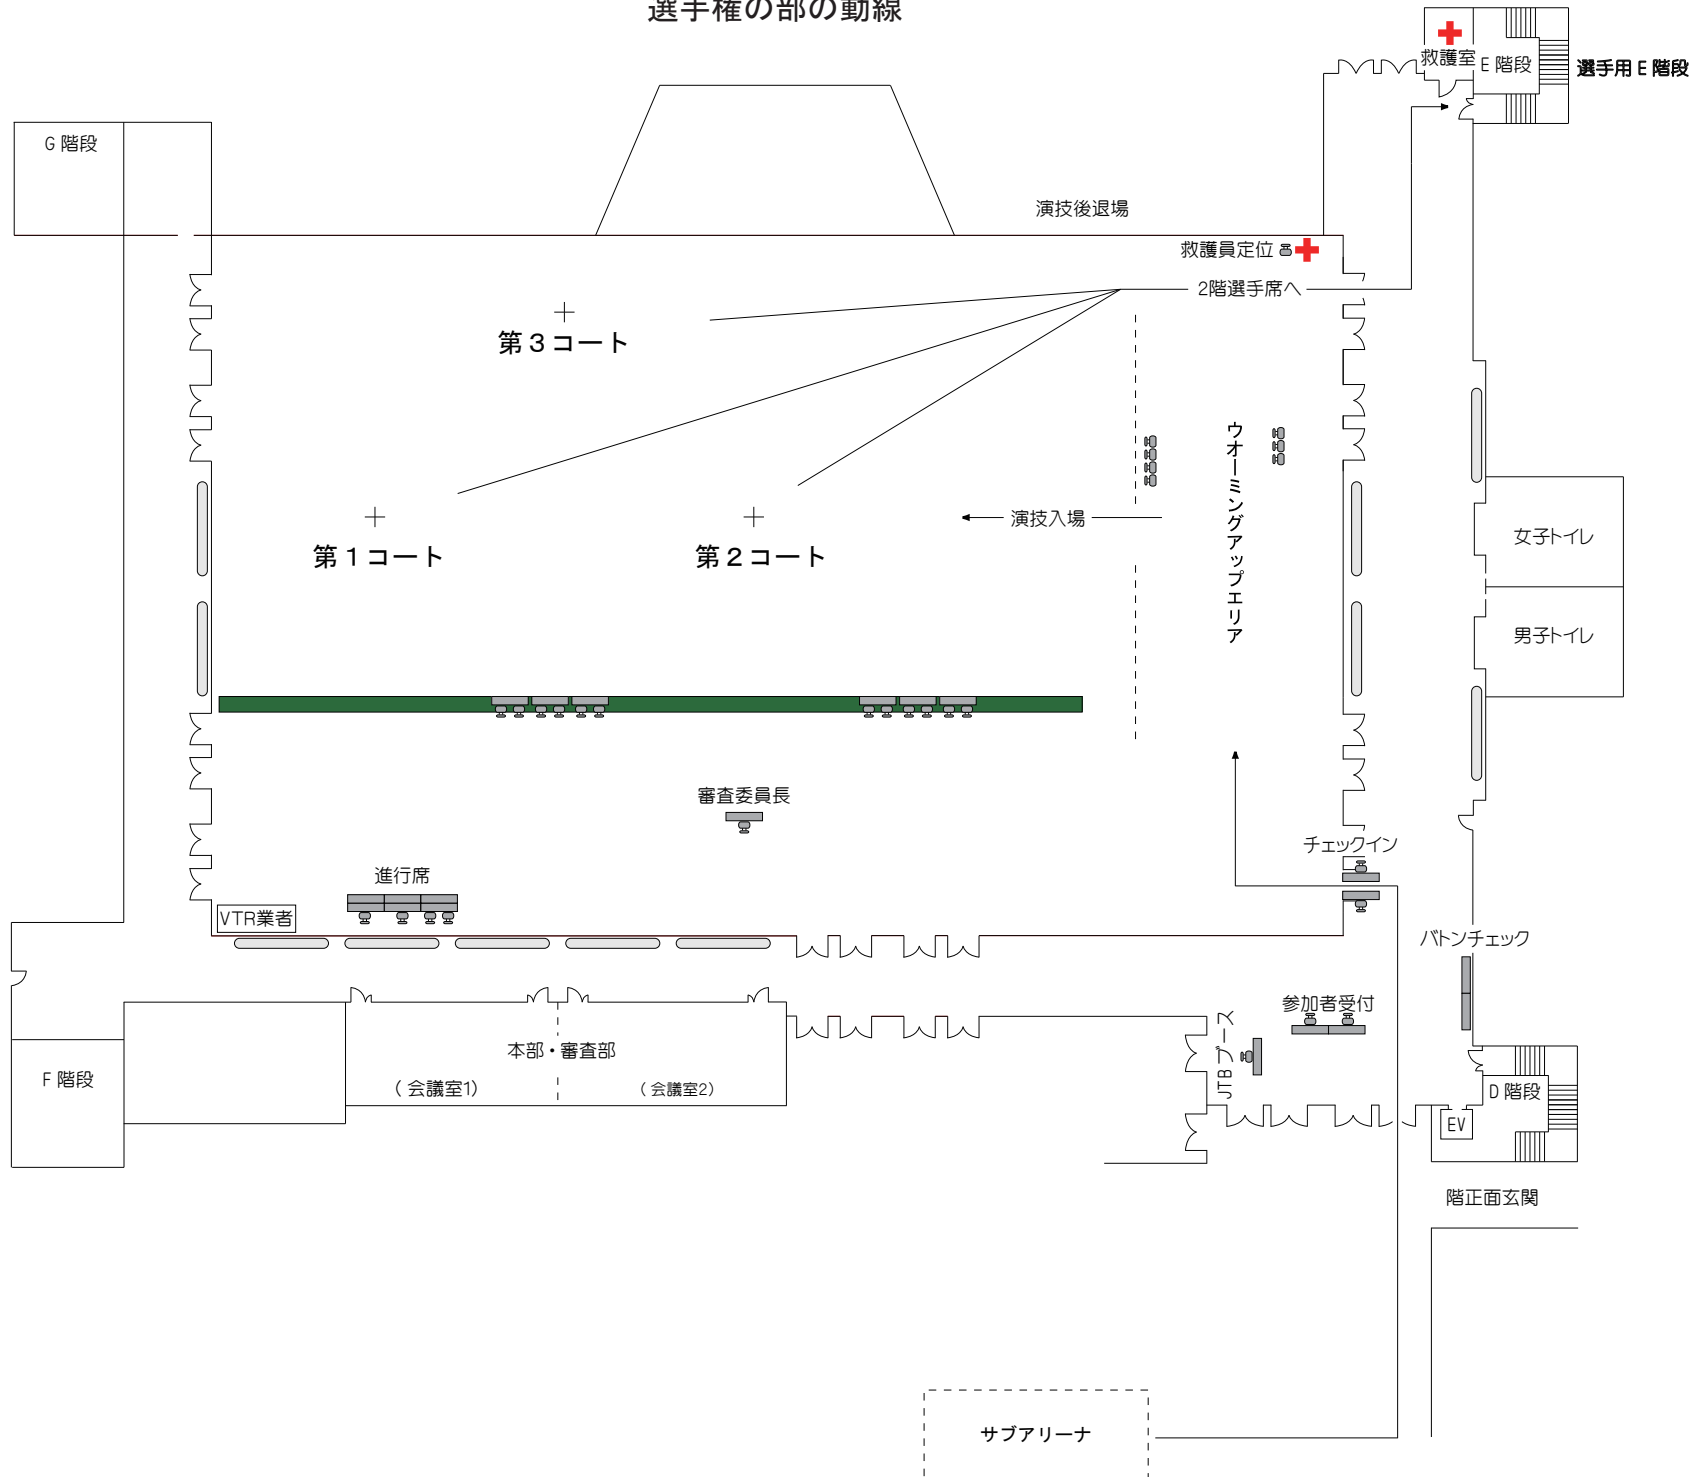 選手権の部の動線
救護室
E 階段
選手用 E 階段
G 階段
演技後退場
救護員定位
2階選手席へ
第3コート
ウオーミングアップエリア
演技入場
第1コート
第2コート
女子トイレ
男子トイレ
審査委員長
チェックイン
進行席
VTR業者
バトンチェック
参加者受付
JTBブース
本部・審査部
(会議室1)
(会議室2)
F 階段
D 階段
EV
階正面玄関
サブアリーナ